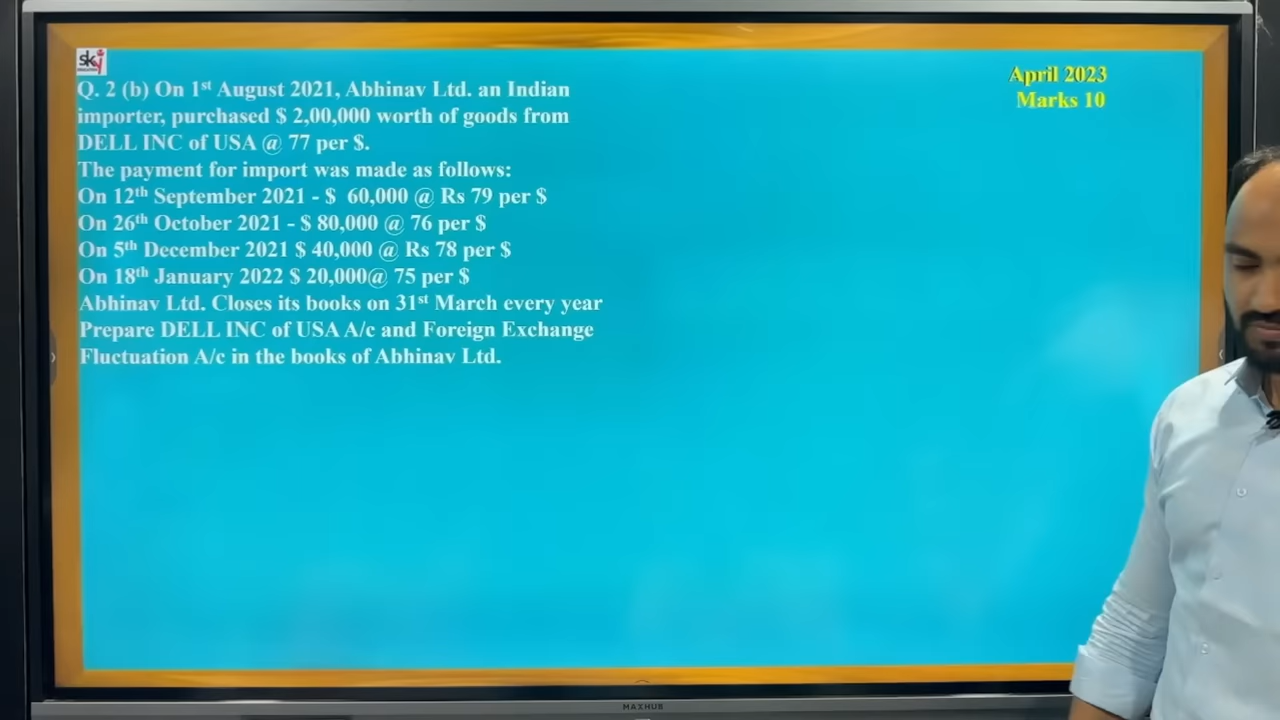 sky
Q. 2 (b) On 1st August 2021, Abhinav Ltd. an Indian
importer, purchased $ 2,00,000 worth of goods from
DELL INC of USA @ 77 per $.
The payment for import was made as follows:
On 12th September 2021 - $ 60,000 @ Rs 79 per $
On 26th October 2021 - $ 80,000 @ 76 per $
On 5th December 2021 $ 40,000 @ Rs 78 per $
On 18th January 2022 $ 20,000@ 75 per $
Abhinav Ltd. Closes its books on 31st March every year
Prepare DELL INC of USA A/c and Foreign Exchange
Fluctuation A/c in the books of Abhinav Ltd.
April 2023
Marks 10
MAXHUB